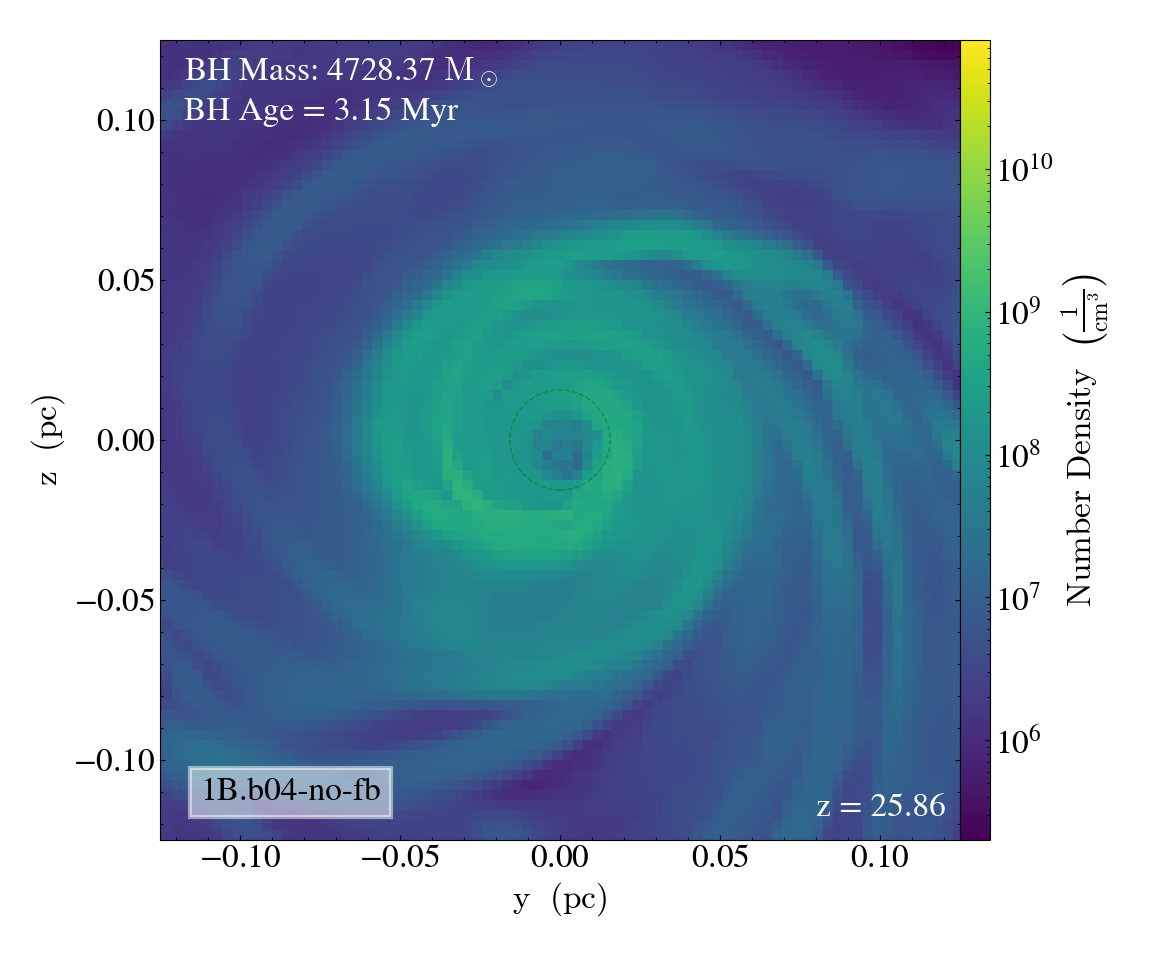 BH Mass: 4728.37 M☉
BH Age = 3.15 Myr
0.10
0.05
0.00
−0.05
−0.10
z (pc)
1B.b04-no-fb
z = 25.86
−0.10 −0.05 0.00 0.05 0.10
y (pc)
10¹⁰
10⁹
10⁸
10⁷
10⁶
Number Density (1/cm³)